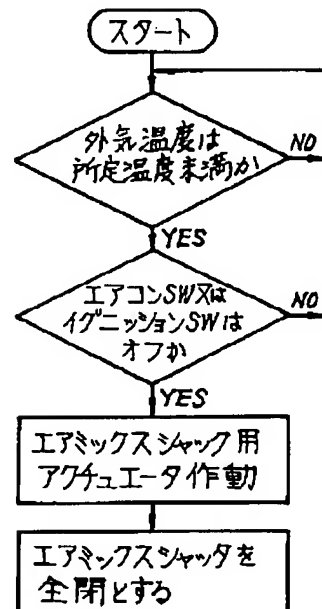 スタート
外気温度は
所定温度未満か
NO
YES
エアコンSW又は
イグニッションSWは
オフか
NO
YES
エアミックスシャック用
アクチュエータ作動
エアミックスシャッタを
全閉とする